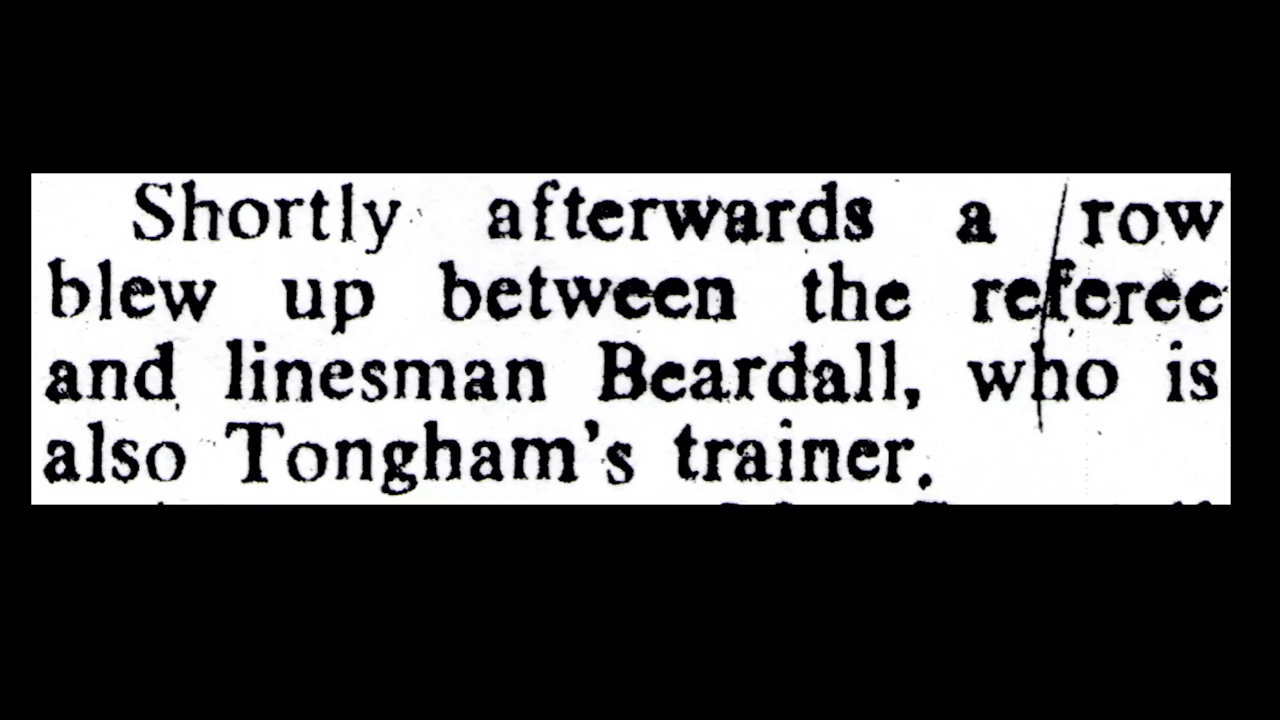 Shortly afterwards a row
blew up between the referee
and linesman Beardall, who is
also Tongham's trainer.